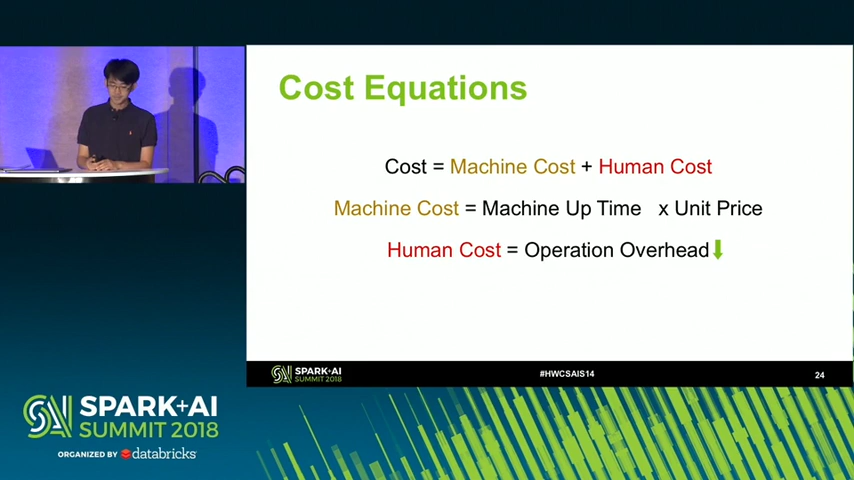 Cost Equations
Cost = Machine Cost + Human Cost
Machine Cost = Machine Up Time x Unit Price
Human Cost = Operation Overhead
SPARK+AI
SUMMIT 2018
#HWCSAIS14
24
SPARK+AI
SUMMIT 2018
ORGANIZED BY databricks